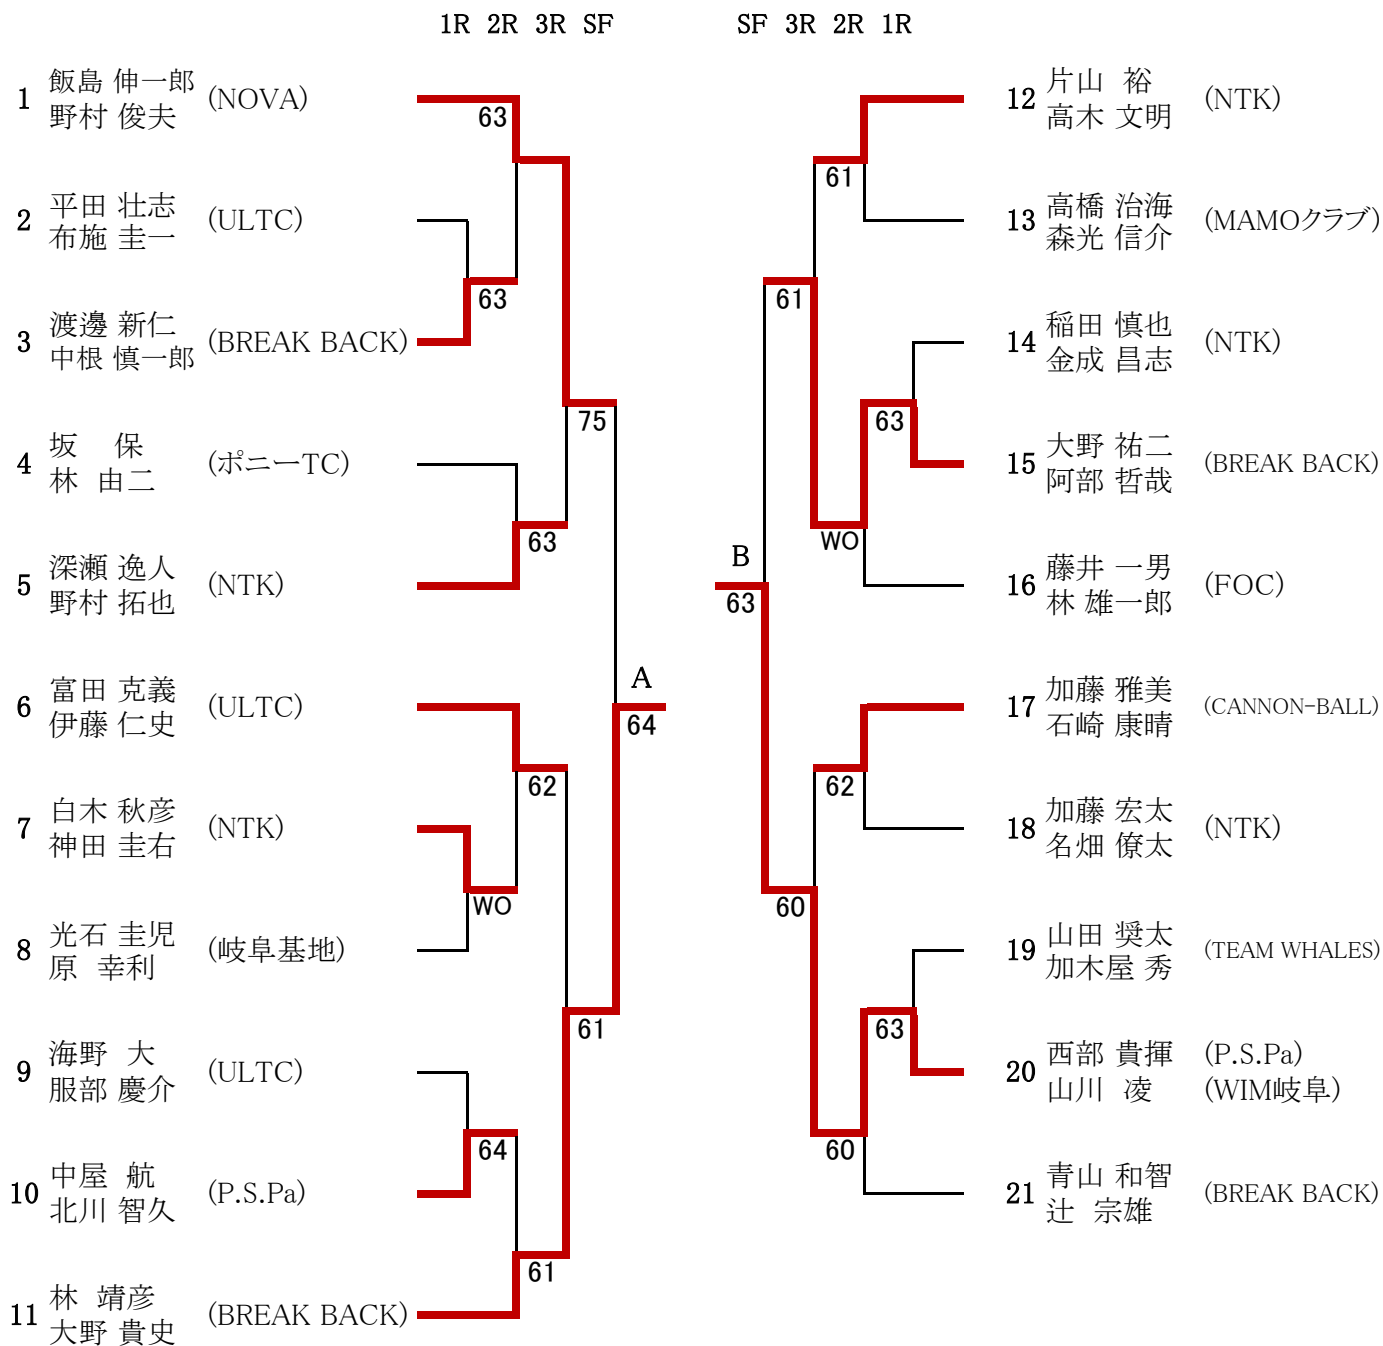 1R 2R 3R SF
SF 3R 2R 1R
1 飯島 伸一郎 (NOVA)
野村 俊夫
63
2 平田 壮志 (ULTC)
布施 圭一
63
3 渡邊 新仁 (BREAK BACK)
中根 慎一郎
75
4 坂 保 (ポニーTC)
林 由二
63
5 深瀬 逸人 (NTK)
野村 拓也
A
64
6 富田 克義 (ULTC)
伊藤 仁史
62
7 白木 秋彦 (NTK)
神田 圭右
WO
8 光石 圭児 (岐阜基地)
原 幸利
61
9 海野 大 (ULTC)
服部 慶介
64
10 中屋 航 (P.S.Pa)
北川 智久
61
11 林 靖彦 (BREAK BACK)
大野 貴史
12 片山 裕 (NTK)
高木 文明
61
13 高橋 治海 (MAMOクラブ)
森光 信介
61
14 稲田 慎也 (NTK)
金成 昌志
63
15 大野 祐二 (BREAK BACK)
阿部 哲哉
WO
B
63
16 藤井 一男 (FOC)
林 雄一郎
17 加藤 雅美 (CANNON-BALL)
石崎 康晴
62
18 加藤 宏太 (NTK)
名畑 僚太
60
19 山田 奨太 (TEAM WHALES)
加木屋 秀
63
20 西部 貴揮 (P.S.Pa)
山川 凌 (WIM岐阜)
60
21 青山 和智 (BREAK BACK)
辻 宗雄